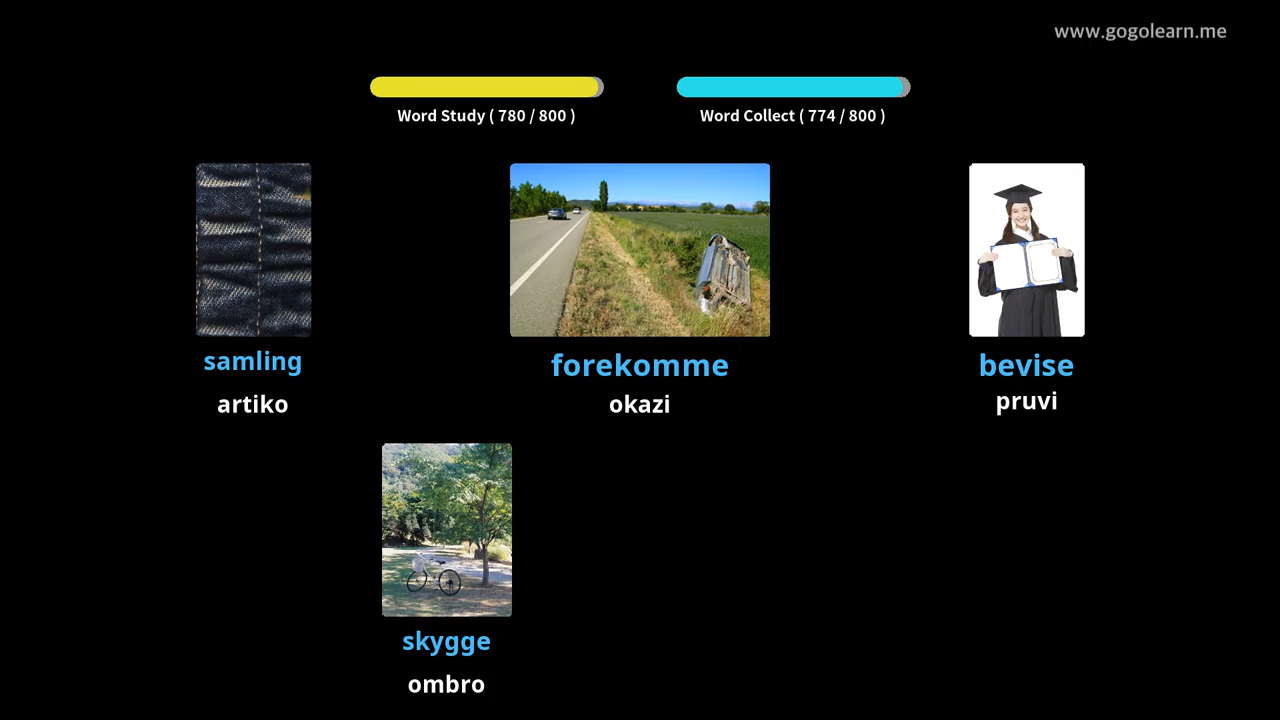 www.gogolearn.me
Word Study ( 780 / 800 )
Word Collect ( 774 / 800 )
samling
artiko
forekomme
okazi
bevise
pruvi
skygge
ombro